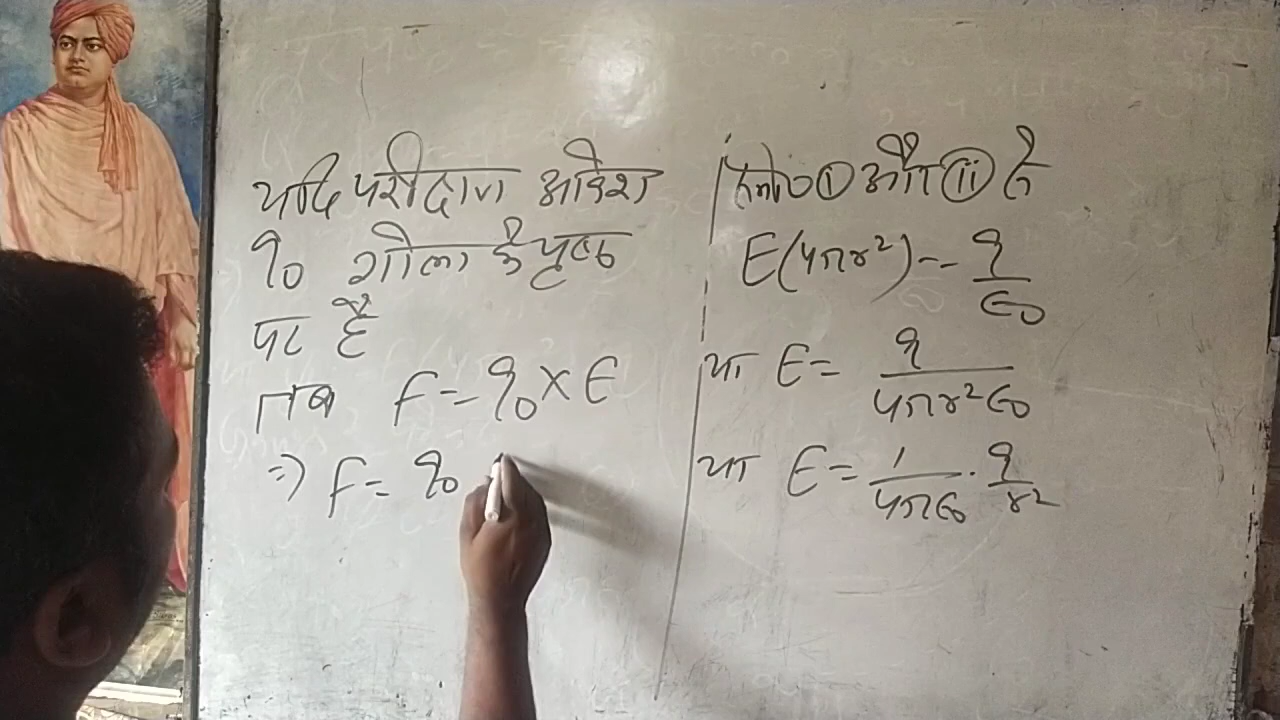 यदि परीक्षण आवेश
q₀ गोला के पृष्ठ
पर है
तब F = q₀ × E
⇒ F = q₀
समी० (i) और (ii) से
E(4πr²) = q/ε₀
या E = q/4πr²ε₀
या E = 1/4πε₀ · q/r²